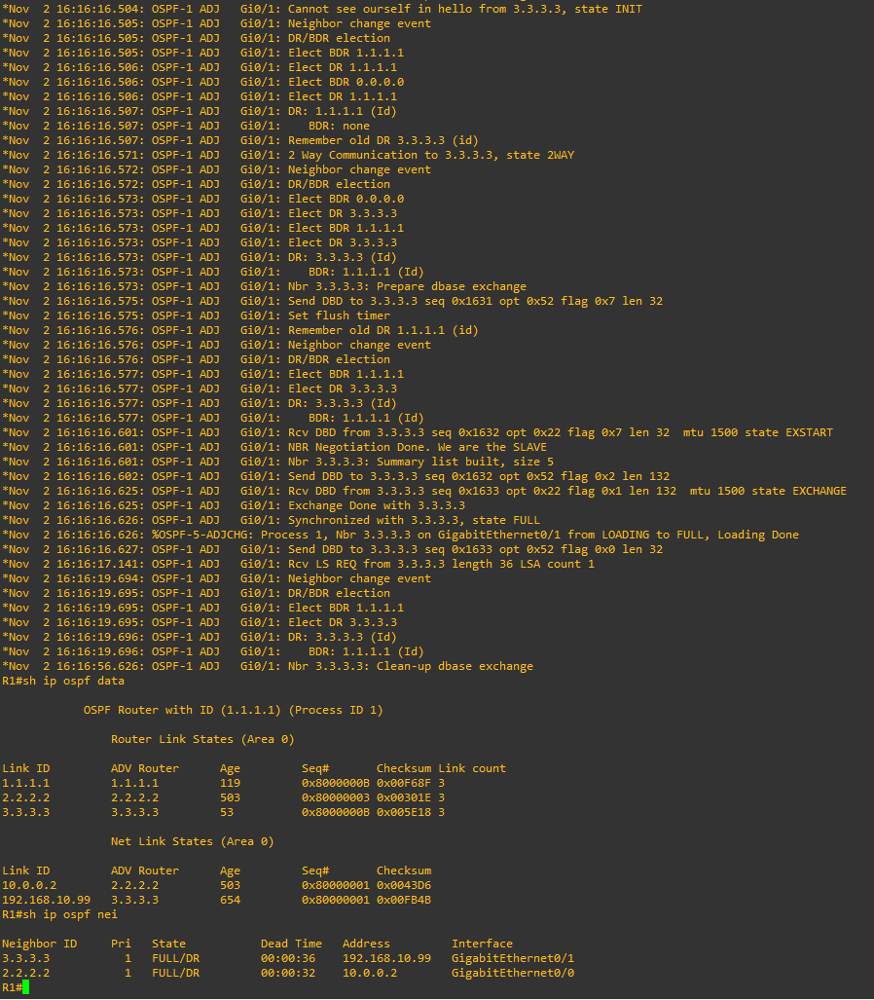 *Nov  2 16:16:16.504: OSPF-1 ADJ   Gi0/1: Cannot see ourself in hello from 3.3.3.3, state INIT
*Nov  2 16:16:16.505: OSPF-1 ADJ   Gi0/1: Neighbor change event
*Nov  2 16:16:16.505: OSPF-1 ADJ   Gi0/1: DR/BDR election
*Nov  2 16:16:16.505: OSPF-1 ADJ   Gi0/1: Elect BDR 1.1.1.1
*Nov  2 16:16:16.506: OSPF-1 ADJ   Gi0/1: Elect DR 1.1.1.1
*Nov  2 16:16:16.506: OSPF-1 ADJ   Gi0/1: Elect BDR 0.0.0.0
*Nov  2 16:16:16.506: OSPF-1 ADJ   Gi0/1: Elect DR 1.1.1.1
*Nov  2 16:16:16.507: OSPF-1 ADJ   Gi0/1: DR: 1.1.1.1 (Id)
*Nov  2 16:16:16.507: OSPF-1 ADJ   Gi0/1:    BDR: none
*Nov  2 16:16:16.507: OSPF-1 ADJ   Gi0/1: Remember old DR 3.3.3.3 (id)
*Nov  2 16:16:16.571: OSPF-1 ADJ   Gi0/1: 2 Way Communication to 3.3.3.3, state 2WAY
*Nov  2 16:16:16.572: OSPF-1 ADJ   Gi0/1: Neighbor change event
*Nov  2 16:16:16.572: OSPF-1 ADJ   Gi0/1: DR/BDR election
*Nov  2 16:16:16.573: OSPF-1 ADJ   Gi0/1: Elect BDR 0.0.0.0
*Nov  2 16:16:16.573: OSPF-1 ADJ   Gi0/1: Elect DR 3.3.3.3
*Nov  2 16:16:16.573: OSPF-1 ADJ   Gi0/1: Elect BDR 1.1.1.1
*Nov  2 16:16:16.573: OSPF-1 ADJ   Gi0/1: Elect DR 3.3.3.3
*Nov  2 16:16:16.573: OSPF-1 ADJ   Gi0/1: DR: 3.3.3.3 (Id)
*Nov  2 16:16:16.573: OSPF-1 ADJ   Gi0/1:    BDR: 1.1.1.1 (Id)
*Nov  2 16:16:16.573: OSPF-1 ADJ   Gi0/1: Nbr 3.3.3.3: Prepare dbase exchange
*Nov  2 16:16:16.575: OSPF-1 ADJ   Gi0/1: Send DBD to 3.3.3.3 seq 0x1631 opt 0x52 flag 0x7 len 32
*Nov  2 16:16:16.575: OSPF-1 ADJ   Gi0/1: Set flush timer
*Nov  2 16:16:16.576: OSPF-1 ADJ   Gi0/1: Remember old DR 1.1.1.1 (id)
*Nov  2 16:16:16.576: OSPF-1 ADJ   Gi0/1: Neighbor change event
*Nov  2 16:16:16.576: OSPF-1 ADJ   Gi0/1: DR/BDR election
*Nov  2 16:16:16.577: OSPF-1 ADJ   Gi0/1: Elect BDR 1.1.1.1
*Nov  2 16:16:16.577: OSPF-1 ADJ   Gi0/1: Elect DR 3.3.3.3
*Nov  2 16:16:16.577: OSPF-1 ADJ   Gi0/1: DR: 3.3.3.3 (Id)
*Nov  2 16:16:16.577: OSPF-1 ADJ   Gi0/1:    BDR: 1.1.1.1 (Id)
*Nov  2 16:16:16.601: OSPF-1 ADJ   Gi0/1: Rcv DBD from 3.3.3.3 seq 0x1632 opt 0x22 flag 0x7 len 32  mtu 1500 state EXSTART
*Nov  2 16:16:16.601: OSPF-1 ADJ   Gi0/1: NBR Negotiation Done. We are the SLAVE
*Nov  2 16:16:16.601: OSPF-1 ADJ   Gi0/1: Nbr 3.3.3.3: Summary list built, size 5
*Nov  2 16:16:16.602: OSPF-1 ADJ   Gi0/1: Send DBD to 3.3.3.3 seq 0x1632 opt 0x52 flag 0x2 len 132
*Nov  2 16:16:16.625: OSPF-1 ADJ   Gi0/1: Rcv DBD from 3.3.3.3 seq 0x1633 opt 0x22 flag 0x1 len 132  mtu 1500 state EXCHANGE
*Nov  2 16:16:16.626: OSPF-1 ADJ   Gi0/1: Exchange Done with 3.3.3.3
*Nov  2 16:16:16.626: OSPF-1 ADJ   Gi0/1: Synchronized with 3.3.3.3, state FULL
*Nov  2 16:16:16.626: %OSPF-5-ADJCHG: Process 1, Nbr 3.3.3.3 on GigabitEthernet0/1 from LOADING to FULL, Loading Done
*Nov  2 16:16:16.627: OSPF-1 ADJ   Gi0/1: Send DBD to 3.3.3.3 seq 0x1633 opt 0x52 flag 0x0 len 32
*Nov  2 16:16:17.141: OSPF-1 ADJ   Gi0/1: Rcv LS REQ from 3.3.3.3 length 36 LSA count 1
*Nov  2 16:16:19.694: OSPF-1 ADJ   Gi0/1: Neighbor change event
*Nov  2 16:16:19.695: OSPF-1 ADJ   Gi0/1: DR/BDR election
*Nov  2 16:16:19.695: OSPF-1 ADJ   Gi0/1: Elect BDR 1.1.1.1
*Nov  2 16:16:19.695: OSPF-1 ADJ   Gi0/1: Elect DR 3.3.3.3
*Nov  2 16:16:19.696: OSPF-1 ADJ   Gi0/1: DR: 3.3.3.3 (Id)
*Nov  2 16:16:19.696: OSPF-1 ADJ   Gi0/1:    BDR: 1.1.1.1 (Id)
*Nov  2 16:16:56.626: OSPF-1 ADJ   Gi0/1: Nbr 3.3.3.3: Clean-up dbase exchange
R1#sh ip ospf data
OSPF Router with ID (1.1.1.1) (Process ID 1)
Router Link States (Area 0)
Link ID         ADV Router      Age         Seq#       Checksum Link count
1.1.1.1         1.1.1.1         119         0x8000000B 0x00F68F 3
2.2.2.2         2.2.2.2         503         0x80000003 0x00301E 3
3.3.3.3         3.3.3.3         53          0x8000000B 0x005E18 3
Net Link States (Area 0)
Link ID         ADV Router      Age         Seq#       Checksum
10.0.0.2        2.2.2.2         503         0x80000001 0x0043D6
192.168.10.99   3.3.3.3         654         0x80000001 0x00FB4B
R1#sh ip ospf nei
Neighbor ID     Pri   State           Dead Time   Address         Interface
3.3.3.3           1   FULL/DR         00:00:36    192.168.10.99   GigabitEthernet0/1
2.2.2.2           1   FULL/DR         00:00:32    10.0.0.2        GigabitEthernet0/0
R1#